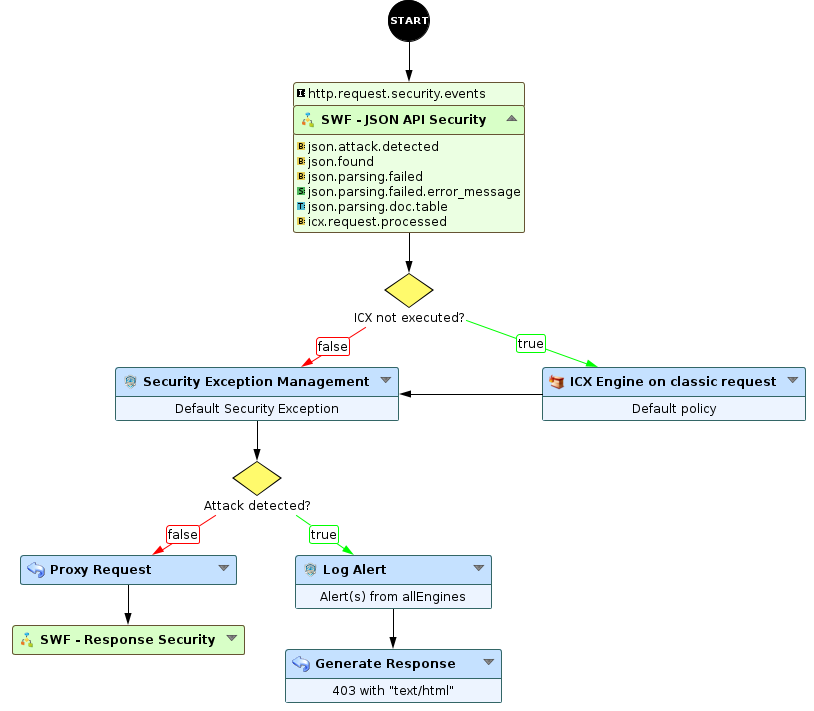 START
http.request.security.events
SWF - JSON API Security
json.attack.detected
json.found
json.parsing.failed
json.parsing.failed.error_message
json.parsing.doc.table
icx.request.processed
ICX not executed?
false
true
Security Exception Management
Default Security Exception
ICX Engine on classic request
Default policy
Attack detected?
false
true
Proxy Request
Log Alert
Alert(s) from allEngines
SWF - Response Security
Generate Response
403 with "text/html"